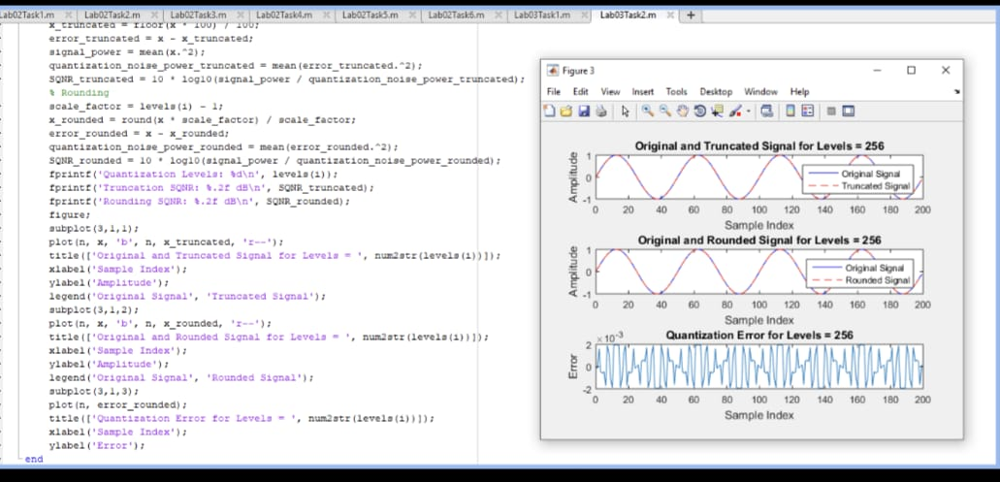 Lab02Task1.m Lab02Task2.m Lab02Task3.m Lab02Task4.m Lab02Task5.m Lab02Task6.m Lab03Task1.m Lab03Task2.m
x_truncated = floor(x * 100) / 100;
error_truncated = x - x_truncated;
signal_power = mean(x.^2);
quantization_noise_power_truncated = mean(error_truncated.^2);
SQNR_truncated = 10 * log10(signal_power / quantization_noise_power_truncated);
% Rounding
scale_factor = levels(i) - 1;
x_rounded = round(x * scale_factor) / scale_factor;
error_rounded = x - x_rounded;
quantization_noise_power_rounded = mean(error_rounded.^2);
SQNR_rounded = 10 * log10(signal_power / quantization_noise_power_rounded);
fprintf('Quantization Levels: %d\n', levels(i));
fprintf('Truncation SQNR: %.2f dB\n', SQNR_truncated);
fprintf('Rounding SQNR: %.2f dB\n', SQNR_rounded);
figure;
subplot(3,1,1);
plot(n, x, 'b', n, x_truncated, 'r--');
title(['Original and Truncated Signal for Levels = ', num2str(levels(i))]);
xlabel('Sample Index');
ylabel('Amplitude');
legend('Original Signal', 'Truncated Signal');
subplot(3,1,2);
plot(n, x, 'b', n, x_rounded, 'r--');
title(['Original and Rounded Signal for Levels = ', num2str(levels(i))]);
xlabel('Sample Index');
ylabel('Amplitude');
legend('Original Signal', 'Rounded Signal');
subplot(3,1,3);
plot(n, error_rounded);
title(['Quantization Error for Levels = ', num2str(levels(i))]);
xlabel('Sample Index');
ylabel('Error');
end
Figure 3
File Edit View Insert Tools Desktop Window Help
Original and Truncated Signal for Levels = 256
Amplitude
1
0
-1
Original Signal
Truncated Signal
0 20 40 60 80 100 120 140 160 180 200
Sample Index
Original and Rounded Signal for Levels = 256
Amplitude
1
0
-1
Original Signal
Rounded Signal
0 20 40 60 80 100 120 140 160 180 200
Sample Index
Quantization Error for Levels = 256
×10-3
Error
2
0
-2
0 20 40 60 80 100 120 140 160 180 200
Sample Index